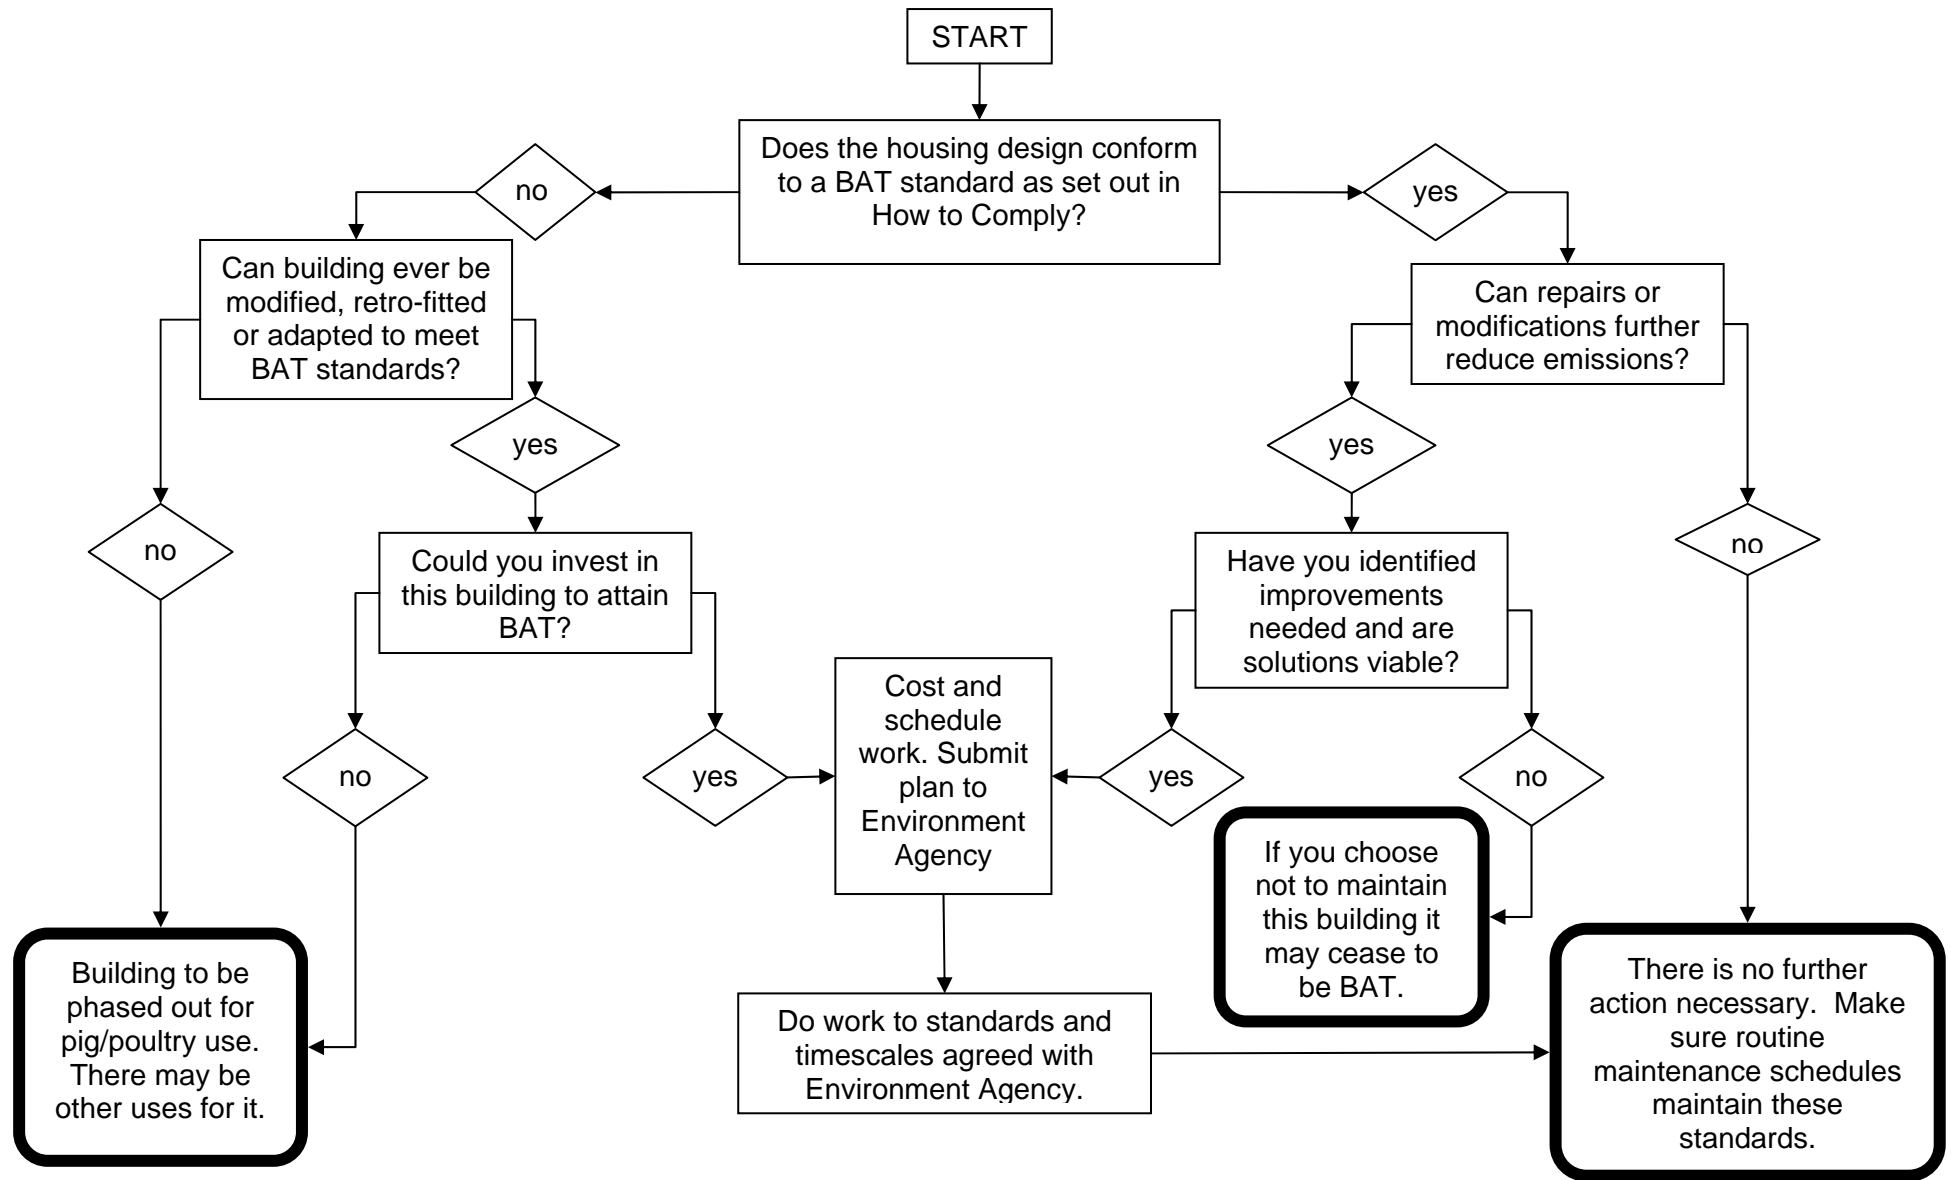 START
Does the housing design conform
to a BAT standard as set out in
How to Comply?
no
yes
Can building ever be
modified, retro-fitted
or adapted to meet
BAT standards?
Can repairs or
modifications further
reduce emissions?
yes
yes
no
no
Could you invest in
this building to attain
BAT?
Have you identified
improvements
needed and are
solutions viable?
Cost and
schedule
work. Submit
plan to
Environment
Agency
no
yes
yes
no
If you choose
not to maintain
this building it
may cease to
be BAT.
Building to be
phased out for
pig/poultry use.
There may be
other uses for it.
Do work to standards and
timescales agreed with
Environment Agency.
There is no further
action necessary.  Make
sure routine
maintenance schedules
maintain these
standards.